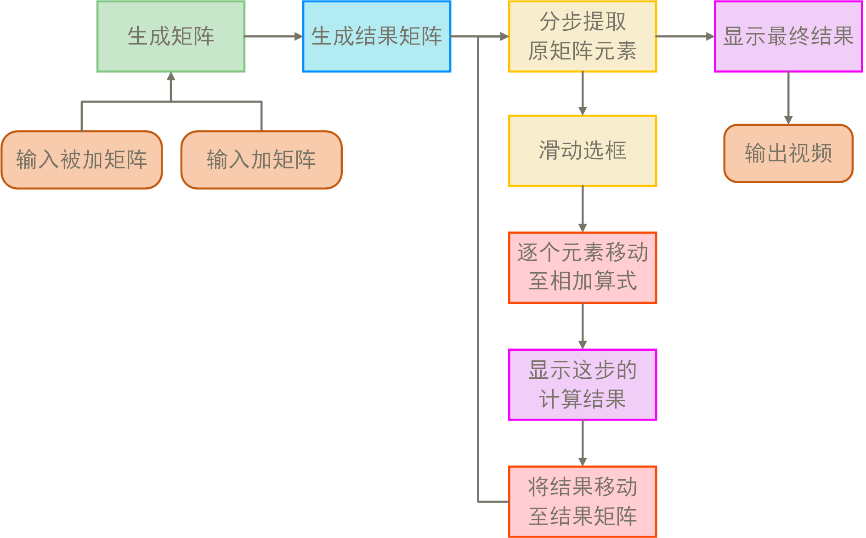 生成矩阵
生成结果矩阵
分步提取
原矩阵元素
显示最终结果
输入被加矩阵
输入加矩阵
滑动选框
输出视频
逐个元素移动
至相加算式
显示这步的
计算结果
将结果移动
至结果矩阵